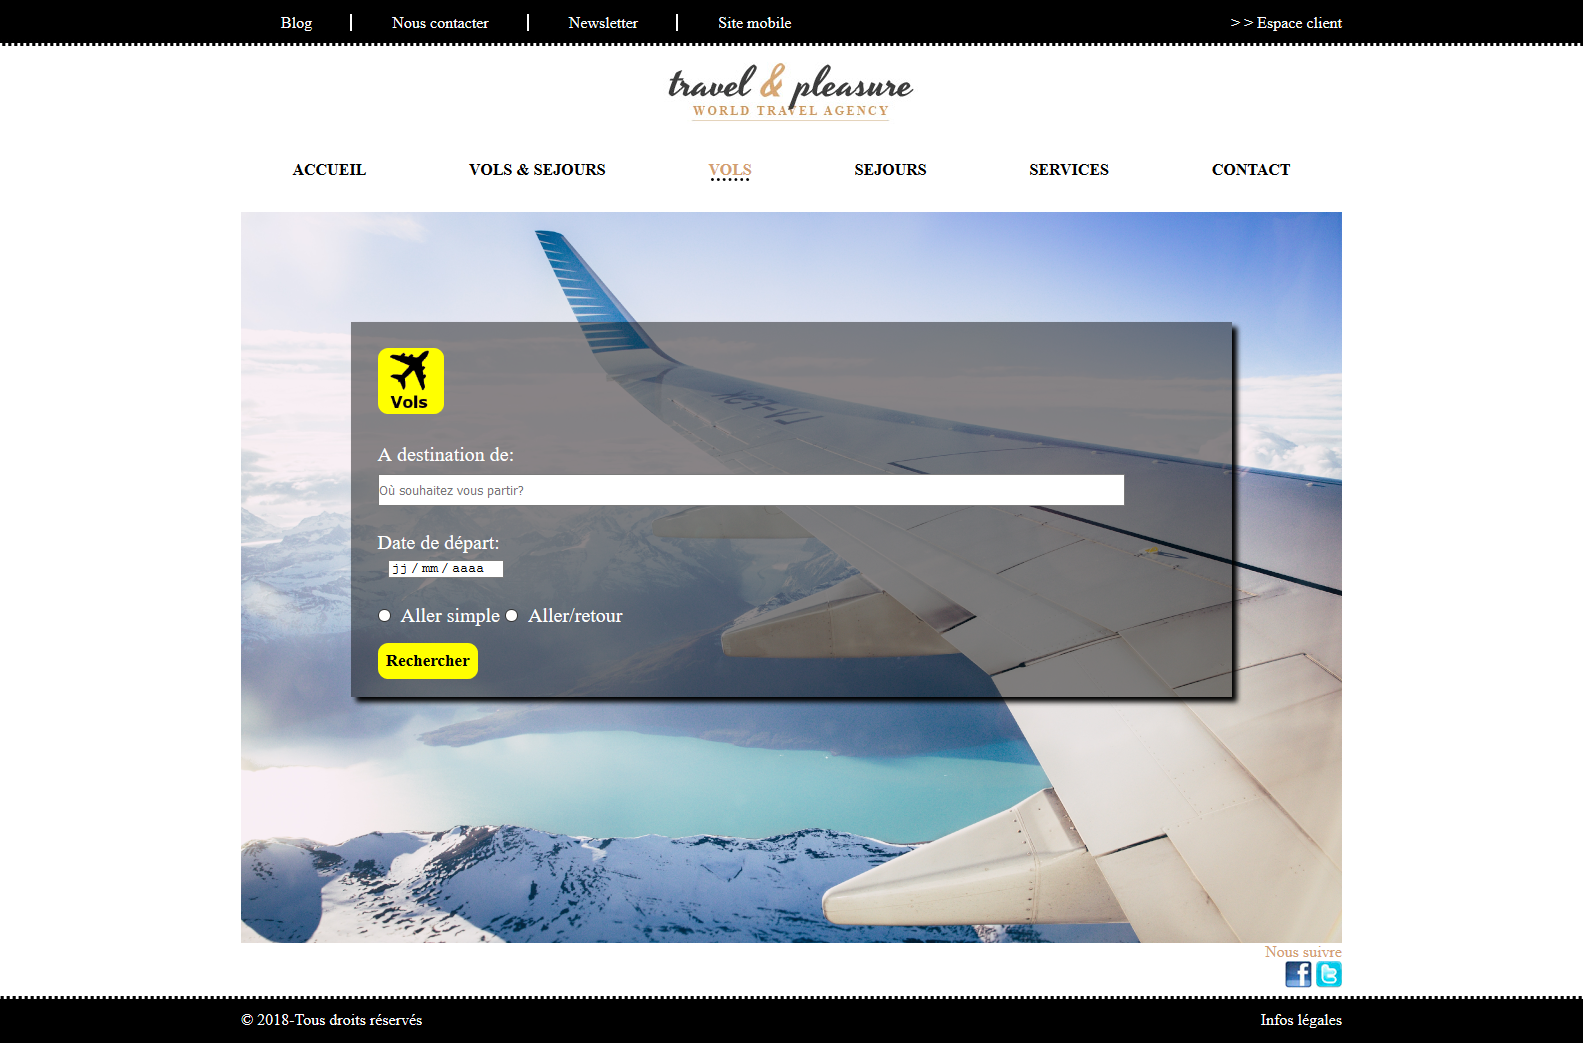 Blog
Nous contacter
Newsletter
Site mobile
> > Espace client
travel & pleasure
WORLD TRAVEL AGENCY
ACCUEIL
VOLS & SEJOURS
VOLS
SEJOURS
SERVICES
CONTACT
Vols
A destination de:
Où souhaitez vous partir?
Date de départ:
jj / mm / aaaa
Aller simple
Aller/retour
Rechercher
Nous suivre
© 2018-Tous droits réservés
Infos légales